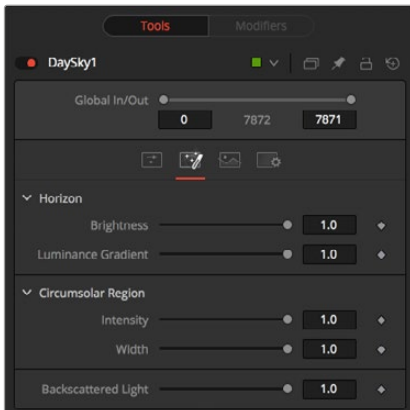 Tools Modifiers
DaySky1
Global In/Out
0 7872 7871
Horizon
Brightness 1.0
Luminance Gradient 1.0
Circumsolar Region
Intensity 1.0
Width 1.0
Backscattered Light 1.0